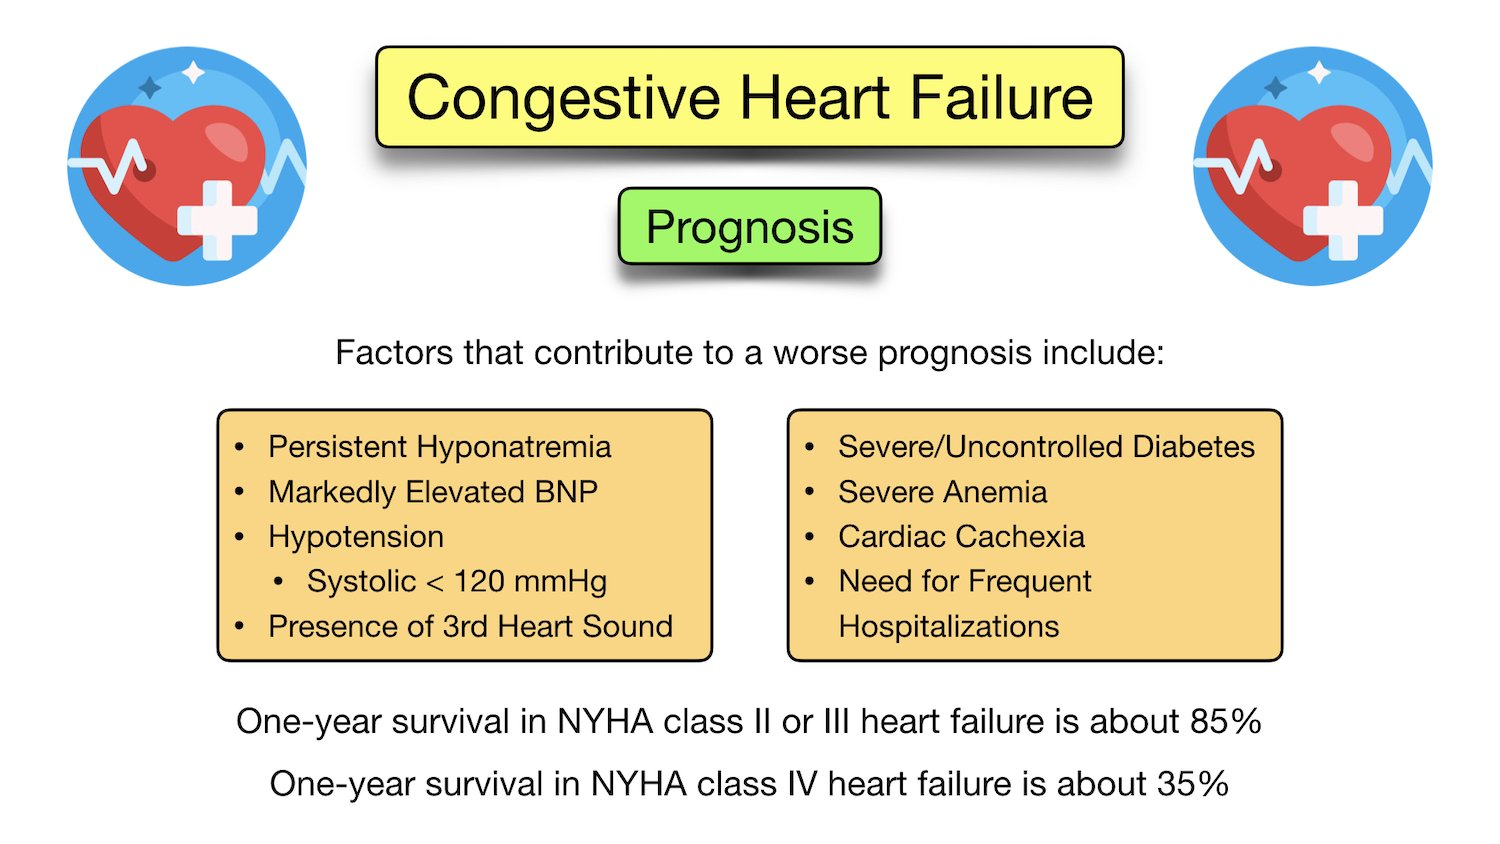 Congestive Heart Failure
Prognosis
Factors that contribute to a worse prognosis include:
• Persistent Hyponatremia
• Markedly Elevated BNP
• Hypotension
• Systolic < 120 mmHg
• Presence of 3rd Heart Sound
• Severe/Uncontrolled Diabetes
• Severe Anemia
• Cardiac Cachexia
• Need for Frequent
Hospitalizations
One-year survival in NYHA class II or III heart failure is about 85%
One-year survival in NYHA class IV heart failure is about 35%